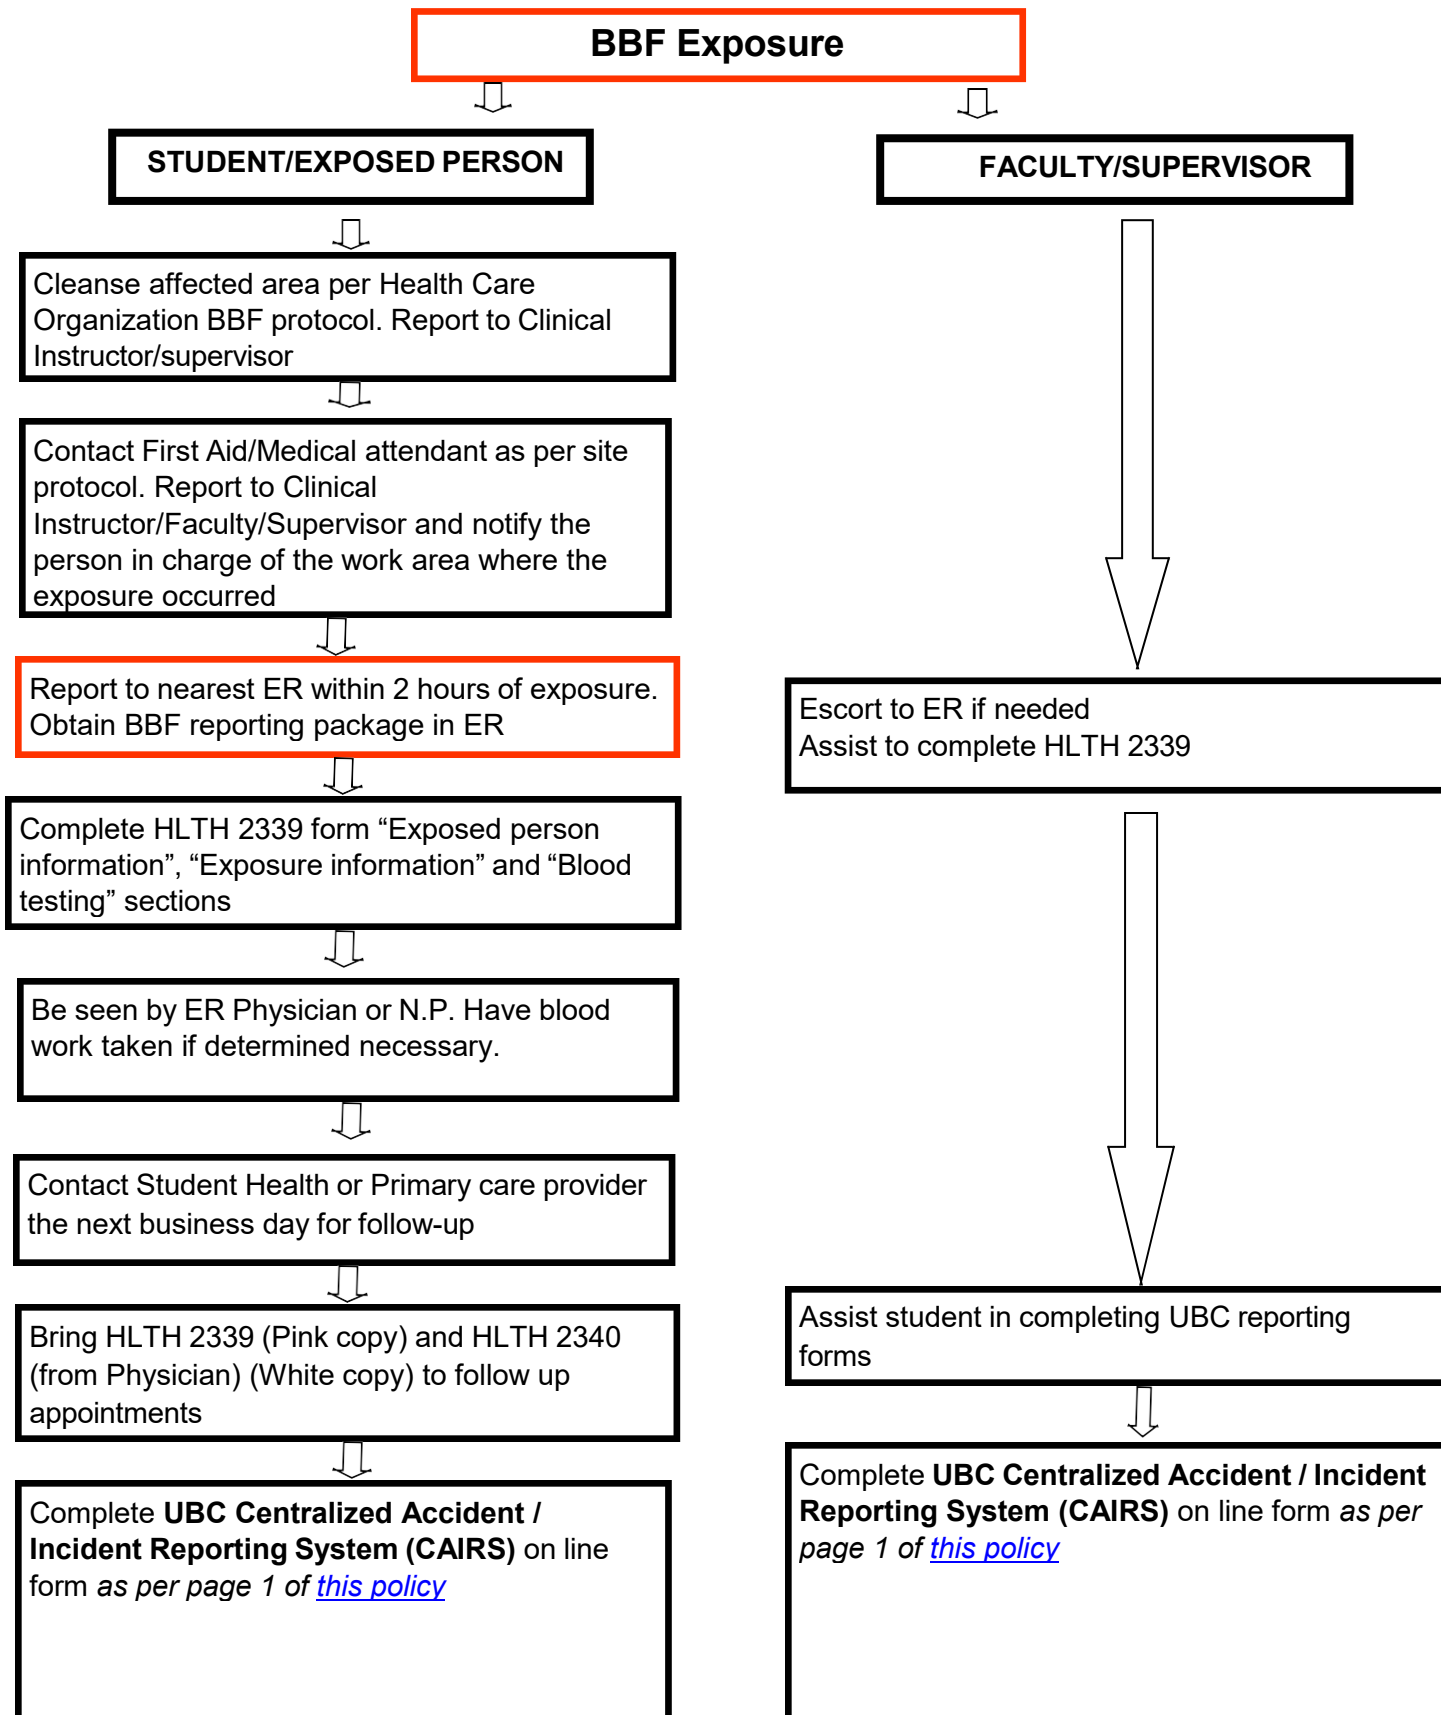 BBF Exposure
STUDENT/EXPOSED PERSON
Cleanse affected area per Health Care
Organization BBF protocol. Report to Clinical
Instructor/supervisor
Contact First Aid/Medical attendant as per site
protocol. Report to Clinical
Instructor/Faculty/Supervisor and notify the
person in charge of the work area where the
exposure occurred
Report to nearest ER within 2 hours of exposure.
Obtain BBF reporting package in ER
Complete HLTH 2339 form “Exposed person
information”, “Exposure information” and “Blood
testing” sections
Be seen by ER Physician or N.P. Have blood
work taken if determined necessary.
Contact Student Health or Primary care provider
the next business day for follow-up
Bring HLTH 2339 (Pink copy) and HLTH 2340
(from Physician) (White copy) to follow up
appointments
Complete UBC Centralized Accident /
Incident Reporting System (CAIRS) on line
form as per page 1 of this policy
FACULTY/SUPERVISOR
Escort to ER if needed
Assist to complete HLTH 2339
Assist student in completing UBC reporting
forms
Complete UBC Centralized Accident / Incident
Reporting System (CAIRS) on line form as per
page 1 of this policy